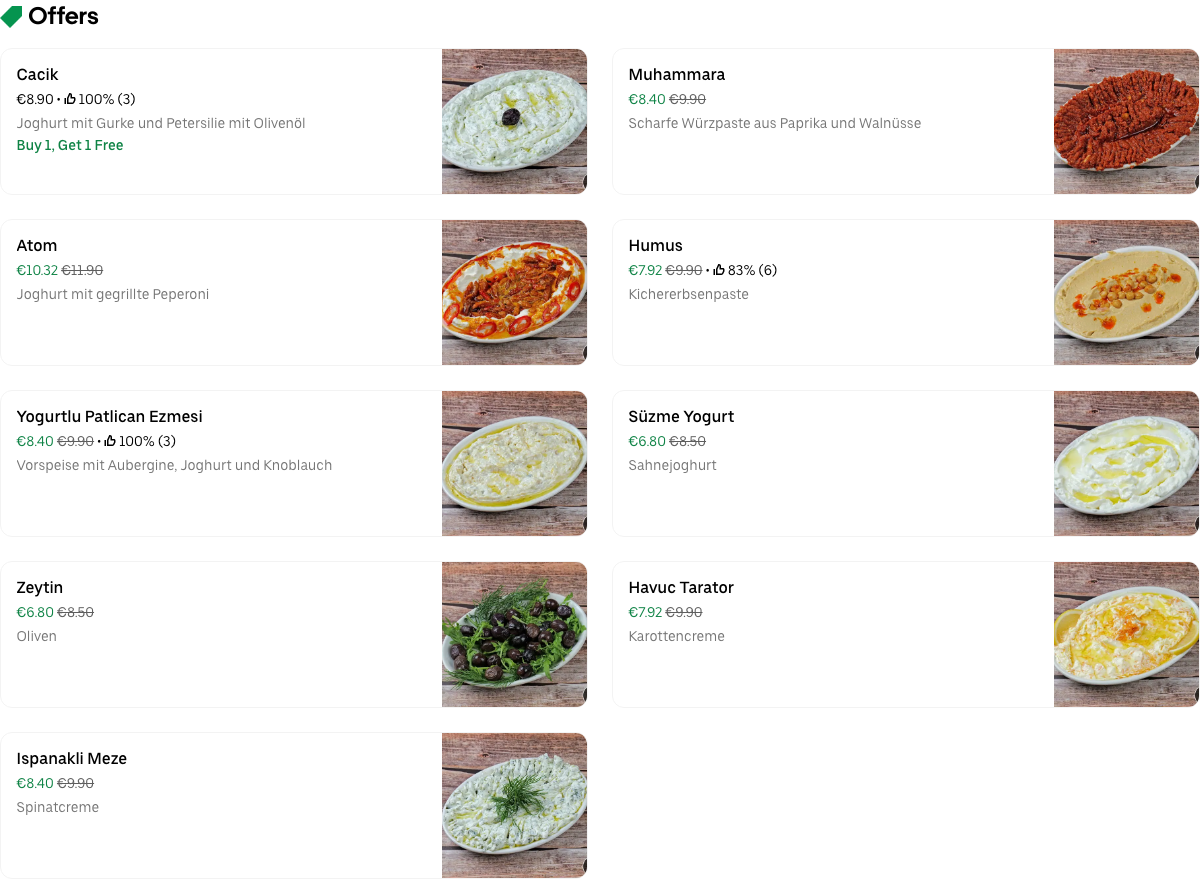 Offers
Cacik
€8.90 • 100% (3)
Joghurt mit Gurke und Petersilie mit Olivenöl
Buy 1, Get 1 Free
Muhammara
€8.40 €9.90
Scharfe Würzpaste aus Paprika und Walnüsse
Atom
€10.32 €11.90
Joghurt mit gegrillte Peperoni
Humus
€7.92 €9.90 • 83% (6)
Kichererbsenpaste
Yogurtlu Patlican Ezmesi
€8.40 €9.90 • 100% (3)
Vorspeise mit Aubergine, Joghurt und Knoblauch
Süzme Yogurt
€6.80 €8.50
Sahnejoghurt
Zeytin
€6.80 €8.50
Oliven
Havuc Tarator
€7.92 €9.90
Karottencreme
Ispanakli Meze
€8.40 €9.90
Spinatcreme